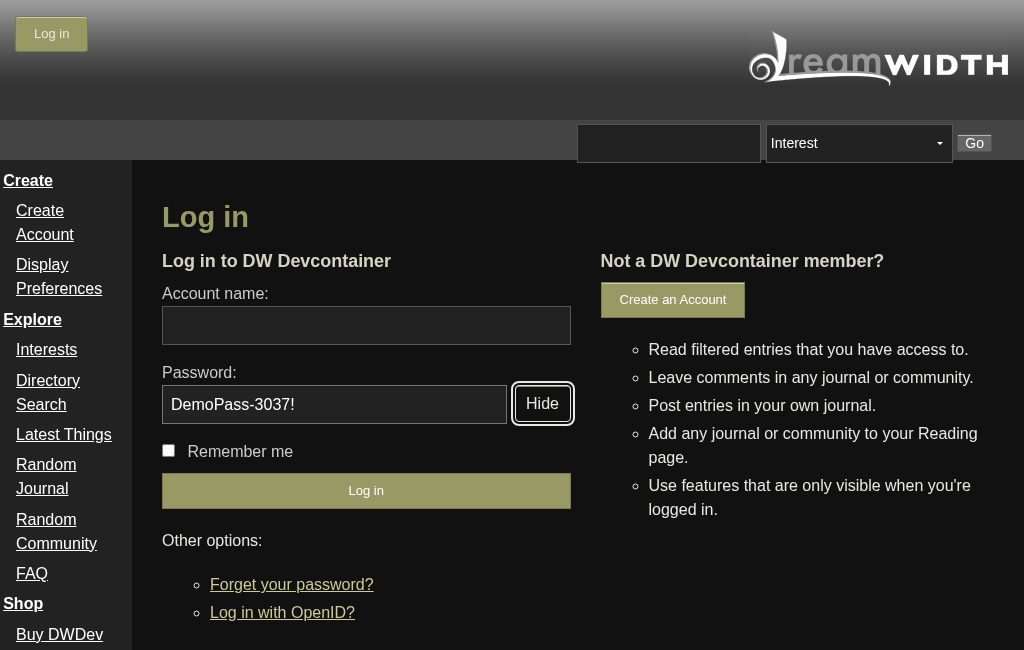 Log in
dreamWIDTH
Interest
Go
Create
Create
Account
Display
Preferences
Explore
Interests
Directory
Search
Latest Things
Random
Journal
Random
Community
FAQ
Shop
Buy DWDev
Log in
Log in to DW Devcontainer
Account name:
Password:
DemoPass-3037!
Hide
Remember me
Log in
Other options:
Forget your password?
Log in with OpenID?
Not a DW Devcontainer member?
Create an Account
Read filtered entries that you have access to.
Leave comments in any journal or community.
Post entries in your own journal.
Add any journal or community to your Reading
page.
Use features that are only visible when you're
logged in.